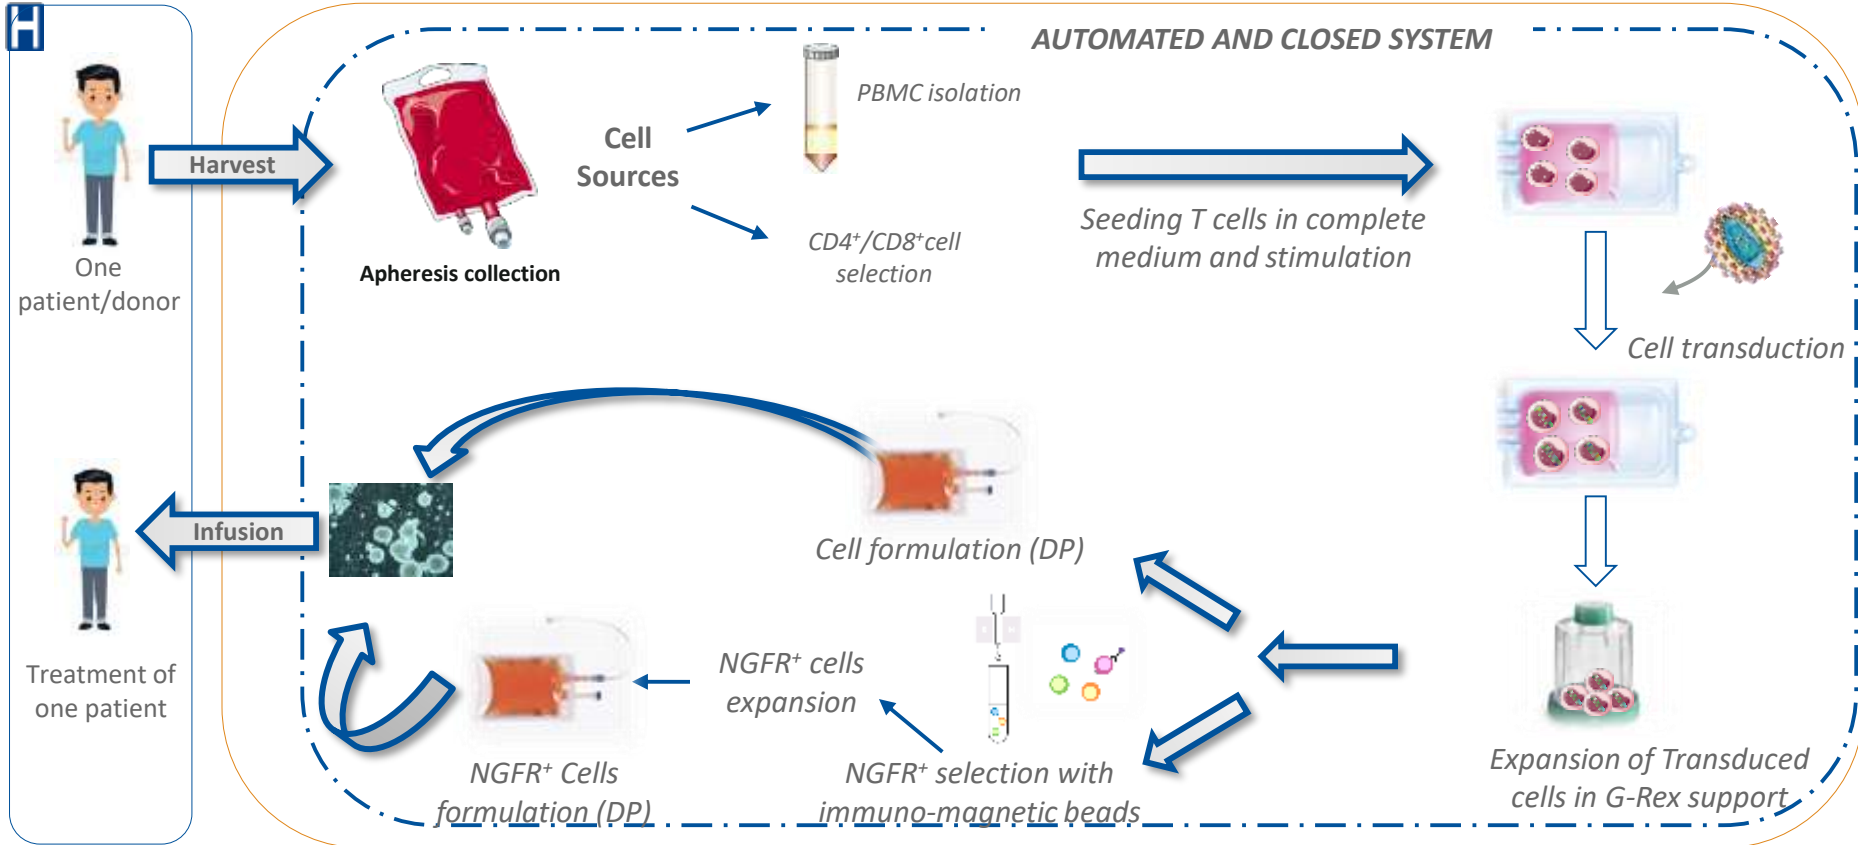 H
AUTOMATED AND CLOSED SYSTEM
One
patient/donor
Harvest
Apheresis collection
Cell
Sources
PBMC isolation
CD4⁺/CD8⁺cell
selection
Seeding T cells in complete
medium and stimulation
Cell transduction
Expansion of Transduced
cells in G-Rex support
Cell formulation (DP)
NGFR⁺ selection with
immuno-magnetic beads
NGFR⁺ cells
expansion
NGFR⁺ Cells
formulation (DP)
Infusion
Treatment of
one patient